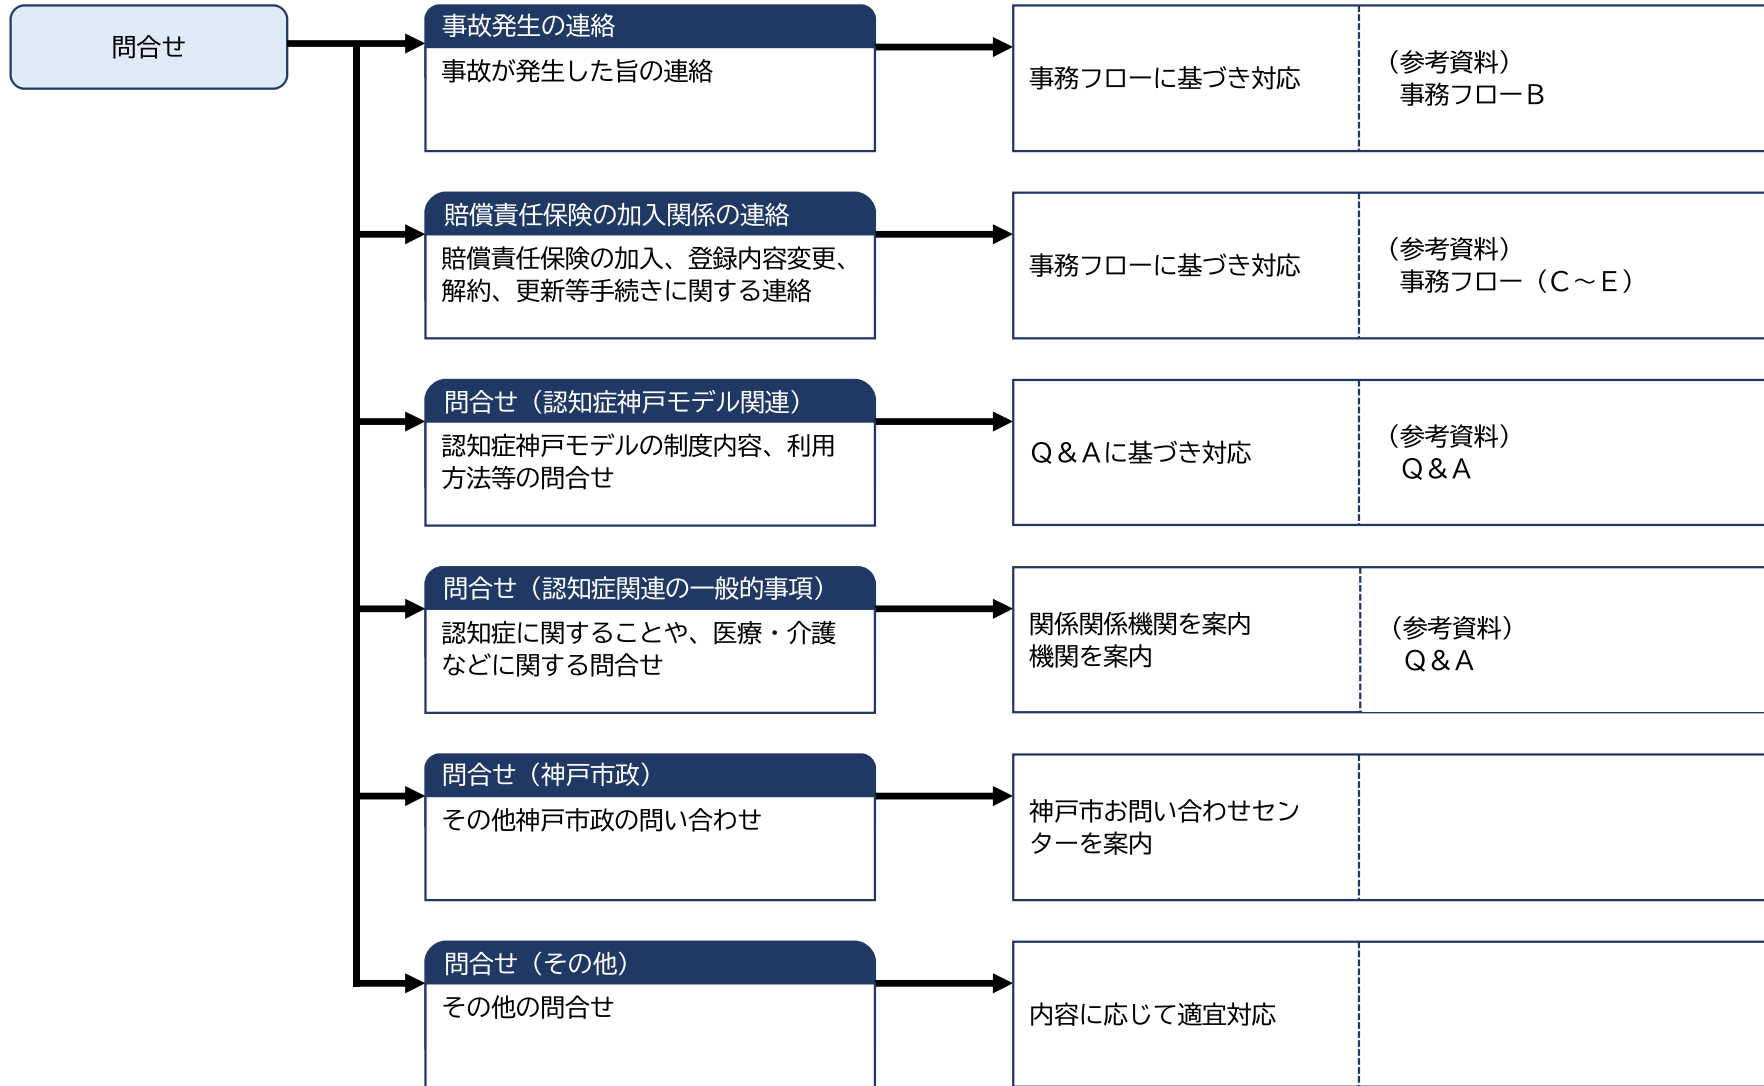 問合せ
事故発生の連絡
事故が発生した旨の連絡
事務フローに基づき対応
（参考資料）
事務フローＢ
賠償責任保険の加入関係の連絡
賠償責任保険の加入、登録内容変更、
解約、更新等手続きに関する連絡
事務フローに基づき対応
（参考資料）
事務フロー（Ｃ～Ｅ）
問合せ（認知症神戸モデル関連）
認知症神戸モデルの制度内容、利用
方法等の問合せ
Ｑ＆Ａに基づき対応
（参考資料）
Ｑ＆Ａ
問合せ（認知症関連の一般的事項）
認知症に関することや、医療・介護
などに関する問合せ
関係関係機関を案内
機関を案内
（参考資料）
Ｑ＆Ａ
問合せ（神戸市政）
その他神戸市政の問い合わせ
神戸市お問い合わせセン
ターを案内
問合せ（その他）
その他の問合せ
内容に応じて適宜対応